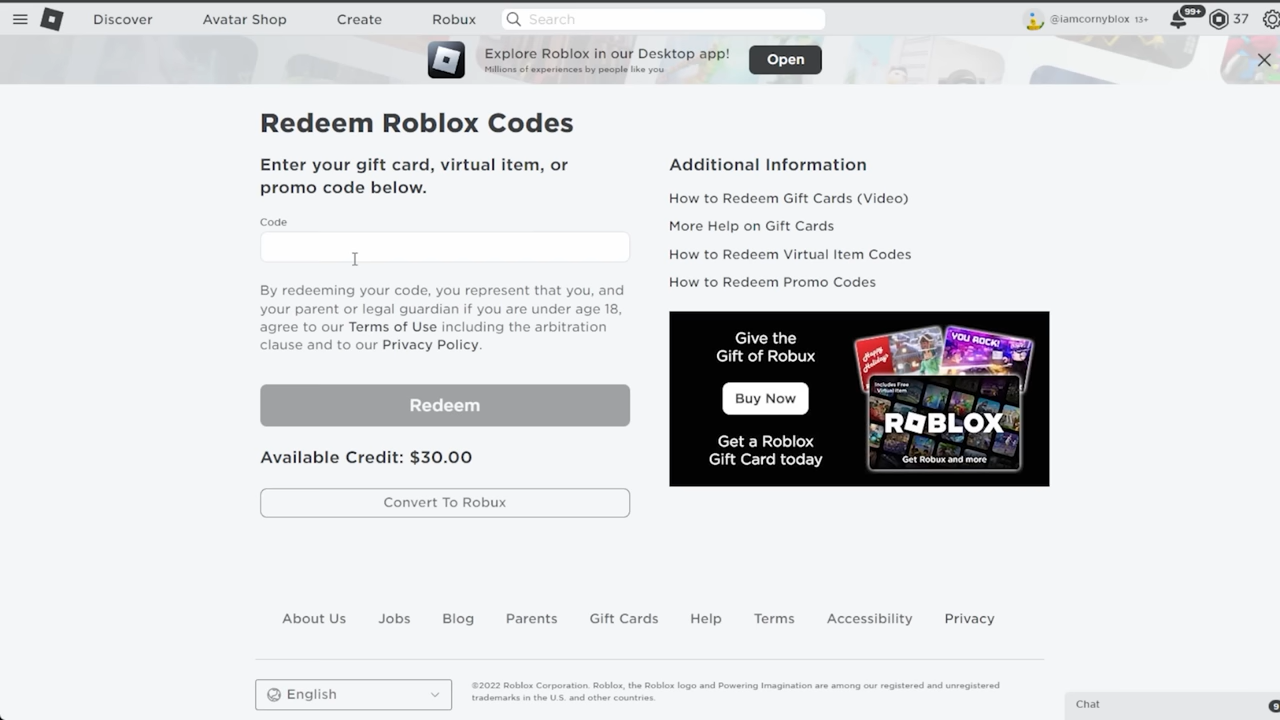 Discover
Avatar Shop
Create
Robux
Search
@iamcornyblox 13+
99+
37
Explore Roblox in our Desktop app!
Millions of experiences by people like you
Open
Redeem Roblox Codes
Enter your gift card, virtual item, or
promo code below.
Code
By redeeming your code, you represent that you, and
your parent or legal guardian if you are under age 18,
agree to our Terms of Use including the arbitration
clause and to our Privacy Policy.
Redeem
Available Credit: $30.00
Convert To Robux
Additional Information
How to Redeem Gift Cards (Video)
More Help on Gift Cards
How to Redeem Virtual Item Codes
How to Redeem Promo Codes
Give the
Gift of Robux
Buy Now
Get a Roblox
Gift Card today
Happy
Holidays!
YOU ROCK!
Includes Free
Virtual Item
ROBLOX
Get Robux and more
About Us
Jobs
Blog
Parents
Gift Cards
Help
Terms
Accessibility
Privacy
English
©2022 Roblox Corporation. Roblox, the Roblox logo and Powering Imagination are among our registered and unregistered
trademarks in the U.S. and other countries.
Chat